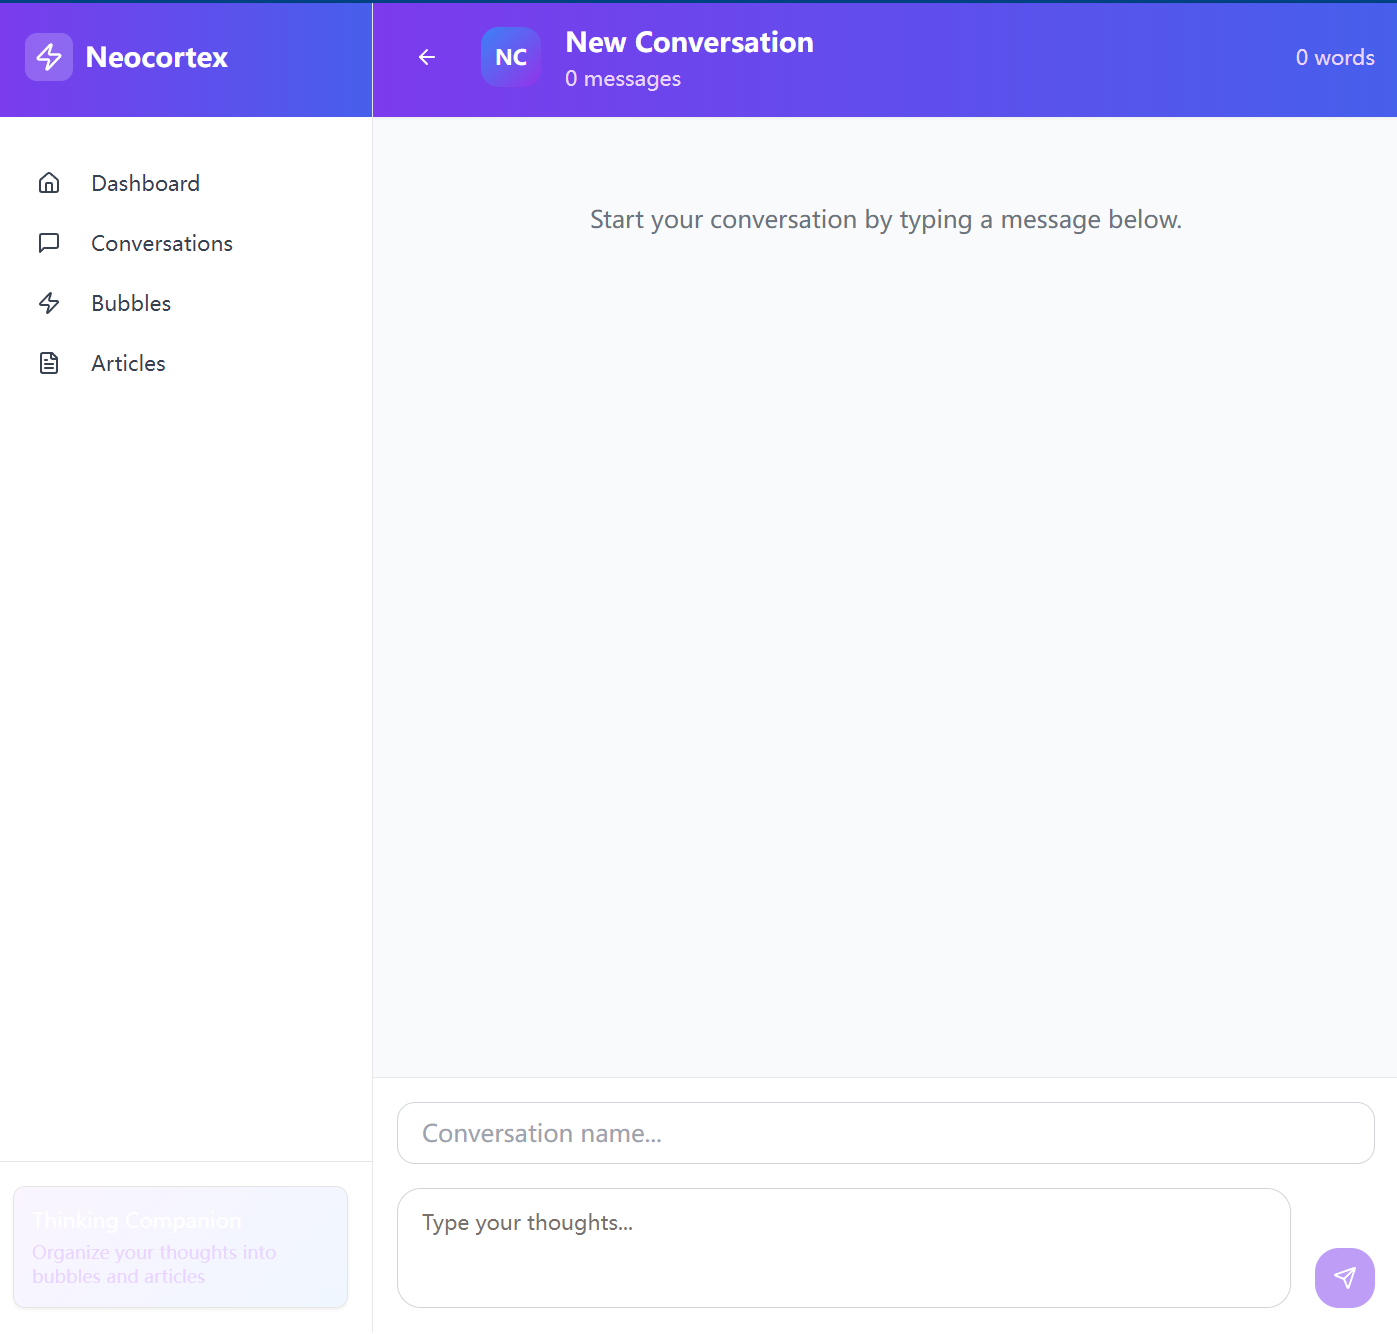 Neocortex
NC
New Conversation
0 messages
0 words
Dashboard
Conversations
Bubbles
Articles
Start your conversation by typing a message below.
Conversation name...
Type your thoughts...
Thinking Companion
Organize your thoughts into
bubbles and articles